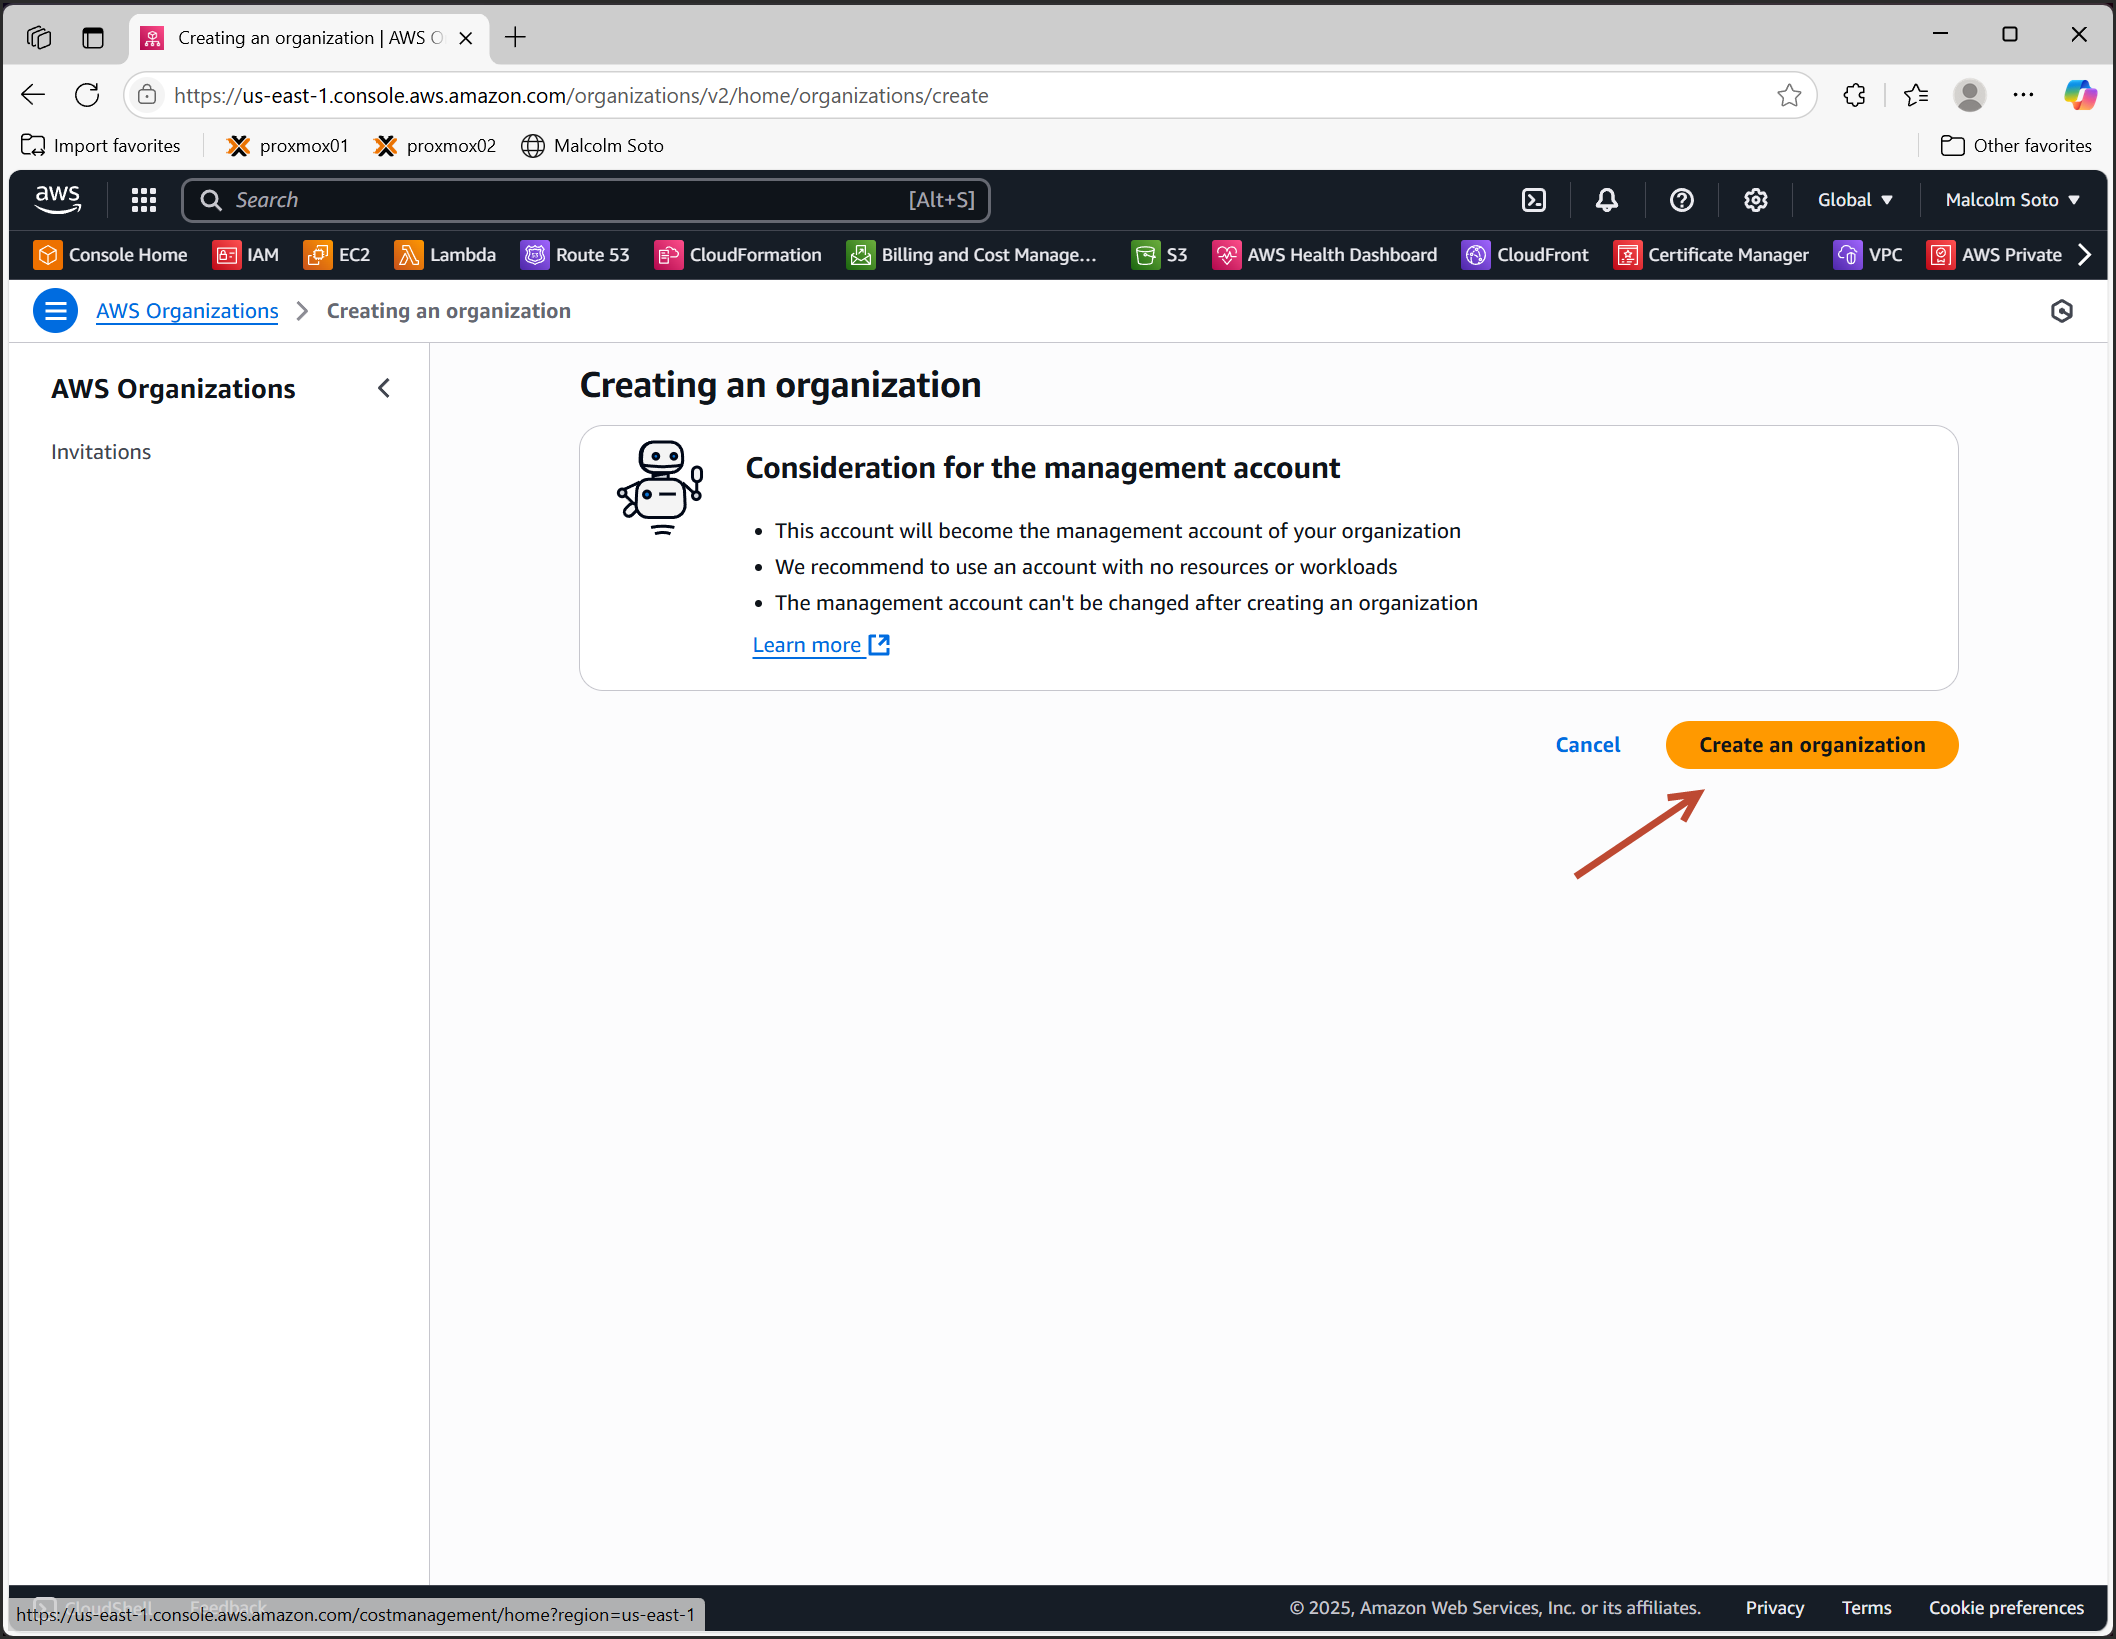 Creating an organization | AWS O
https://us-east-1.console.aws.amazon.com/organizations/v2/home/organizations/create
Import favorites
proxmox01
proxmox02
Malcolm Soto
Other favorites
aws
Search
[Alt+S]
Global
Malcolm Soto
Console Home
IAM
EC2
Lambda
Route 53
CloudFormation
Billing and Cost Manage...
S3
AWS Health Dashboard
CloudFront
Certificate Manager
VPC
AWS Private
AWS Organizations
Creating an organization
AWS Organizations
Invitations
Creating an organization
Consideration for the management account
• This account will become the management account of your organization
• We recommend to use an account with no resources or workloads
• The management account can't be changed after creating an organization
Learn more
Cancel
Create an organization
CloudShell
Feedback
https://us-east-1.console.aws.amazon.com/costmanagement/home?region=us-east-1
© 2025, Amazon Web Services, Inc. or its affiliates.
Privacy
Terms
Cookie preferences